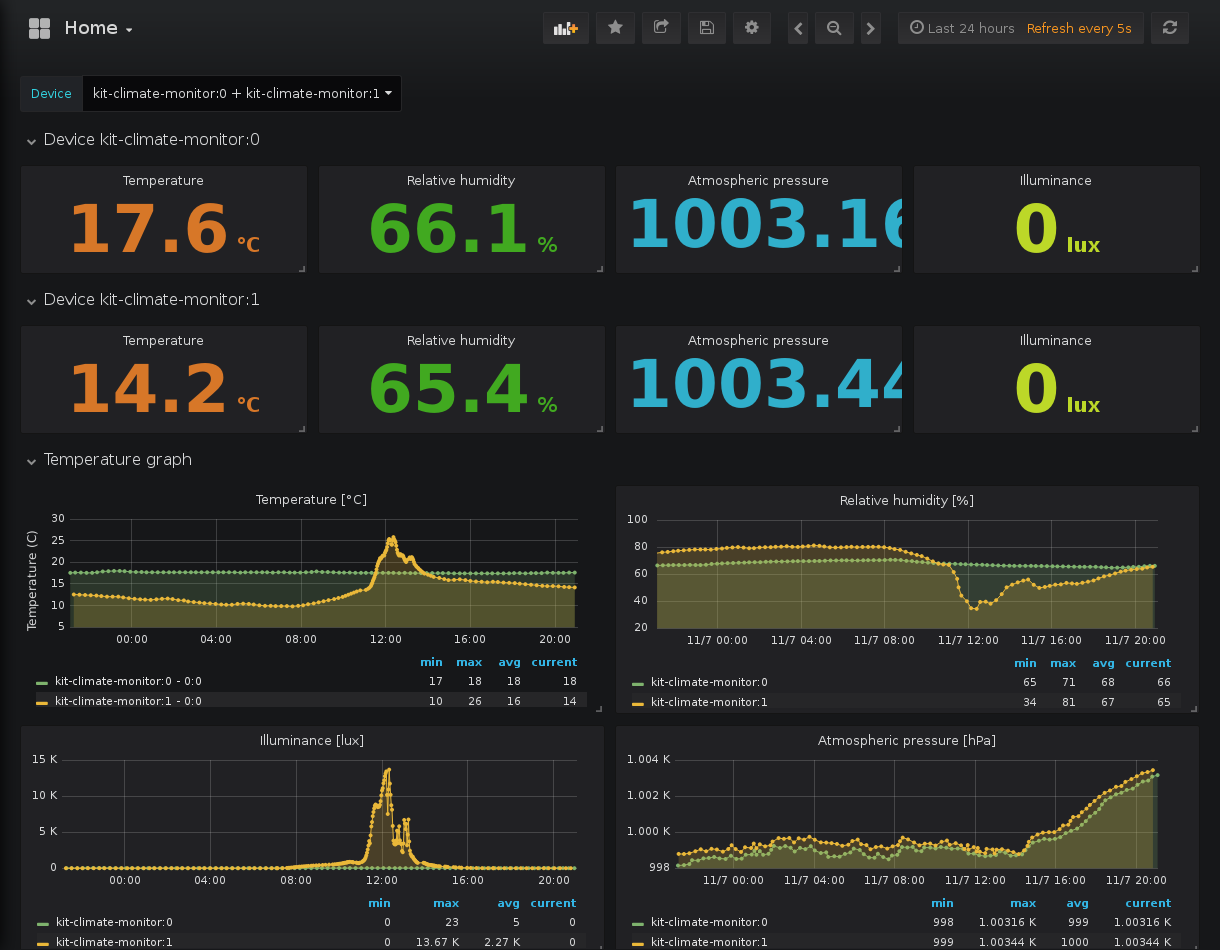 Home
Last 24 hours Refresh every 5s
Device kit-climate-monitor:0 + kit-climate-monitor:1
Device kit-climate-monitor:0
Temperature Relative humidity Atmospheric pressure Illuminance
17.6 °C 66.1 % 1003.16 0 lux
Device kit-climate-monitor:1
Temperature Relative humidity Atmospheric pressure Illuminance
14.2 °C 65.4 % 1003.44 0 lux
Temperature graph
Temperature [°C]
Temperature (C)
30
25
20
15
10
5
00:00 04:00 08:00 12:00 16:00 20:00
min max avg current
kit-climate-monitor:0 - 0:0 17 18 18 18
kit-climate-monitor:1 - 0:0 10 26 16 14
Relative humidity [%]
100
80
60
40
20
11/7 00:00 11/7 04:00 11/7 08:00 11/7 12:00 11/7 16:00 11/7 20:00
min max avg current
kit-climate-monitor:0 65 71 68 66
kit-climate-monitor:1 34 81 67 65
Illuminance [lux]
15 K
10 K
5 K
0
00:00 04:00 08:00 12:00 16:00 20:00
min max avg current
kit-climate-monitor:0 0 23 5 0
kit-climate-monitor:1 0 13.67 K 2.27 K 0
Atmospheric pressure [hPa]
1.004 K
1.002 K
1.000 K
998
11/7 00:00 11/7 04:00 11/7 08:00 11/7 12:00 11/7 16:00 11/7 20:00
min max avg current
kit-climate-monitor:0 998 1.00316 K 999 1.00316 K
kit-climate-monitor:1 999 1.00344 K 1000 1.00344 K